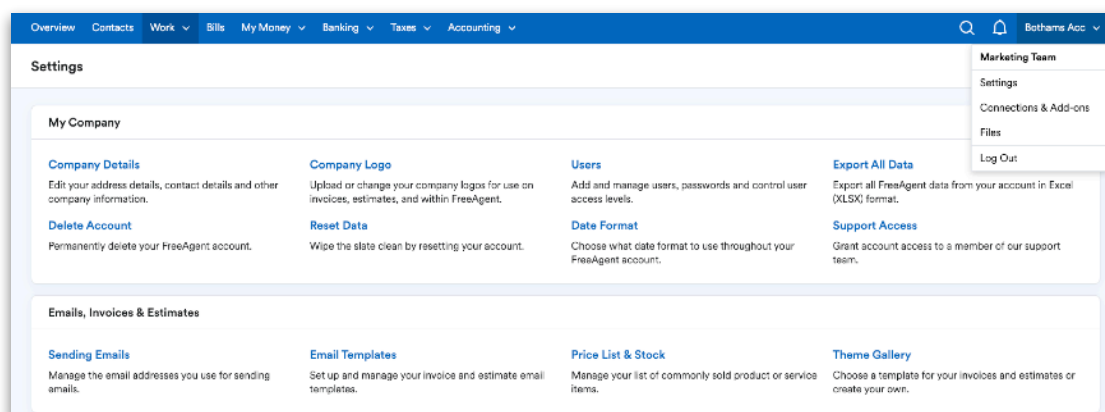 Overview Contacts Work Bills My Money Banking Taxes Accounting Bothams Acc
Settings
Marketing Team
Settings
Connections & Add-ons
Files
Log Out
My Company
Company Details
Edit your address details, contact details and other
company information.
Company Logo
Upload or change your company logos for use on
invoices, estimates, and within FreeAgent.
Users
Add and manage users, passwords and control user
access levels.
Export All Data
Export all FreeAgent data from your account in Excel
(XLSX) format.
Delete Account
Permanently delete your FreeAgent account.
Reset Data
Wipe the slate clean by resetting your account.
Date Format
Choose what date format to use throughout your
FreeAgent account.
Support Access
Grant account access to a member of our support
team.
Emails, Invoices & Estimates
Sending Emails
Manage the email addresses you use for sending
emails.
Email Templates
Set up and manage your invoice and estimate email
templates.
Price List & Stock
Manage your list of commonly sold product or service
items.
Theme Gallery
Choose a template for your invoices and estimates or
create your own.